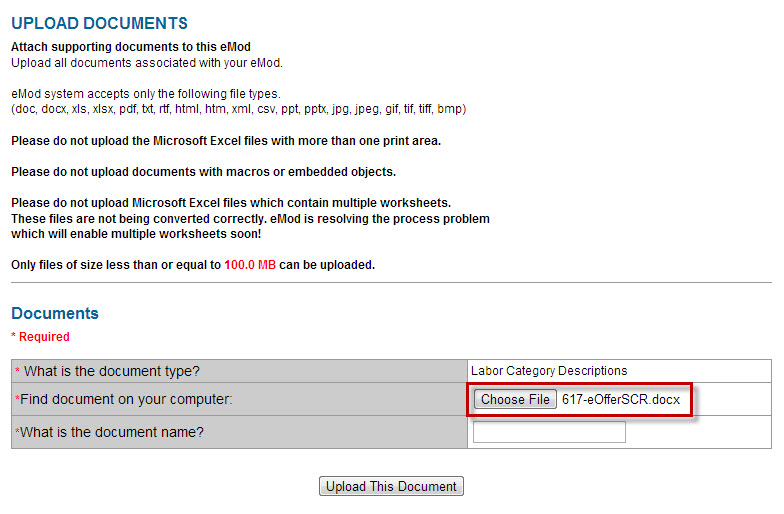 UPLOAD DOCUMENTS
Attach supporting documents to this eMod
Upload all documents associated with your eMod.
eMod system accepts only the following file types.
(doc, docx, xls, xlsx, pdf, txt, rtf, html, htm, xml, csv, ppt, pptx, jpg, jpeg, gif, tif, tiff, bmp)
Please do not upload the Microsoft Excel files with more than one print area.
Please do not upload documents with macros or embedded objects.
Please do not upload Microsoft Excel files which contain multiple worksheets.
These files are not being converted correctly. eMod is resolving the process problem
which will enable multiple worksheets soon!
Only files of size less than or equal to 100.0 MB can be uploaded.
Documents
* Required
* What is the document type? Labor Category Descriptions
*Find document on your computer: Choose File 617-eOfferSCR.docx
*What is the document name?
Upload This Document